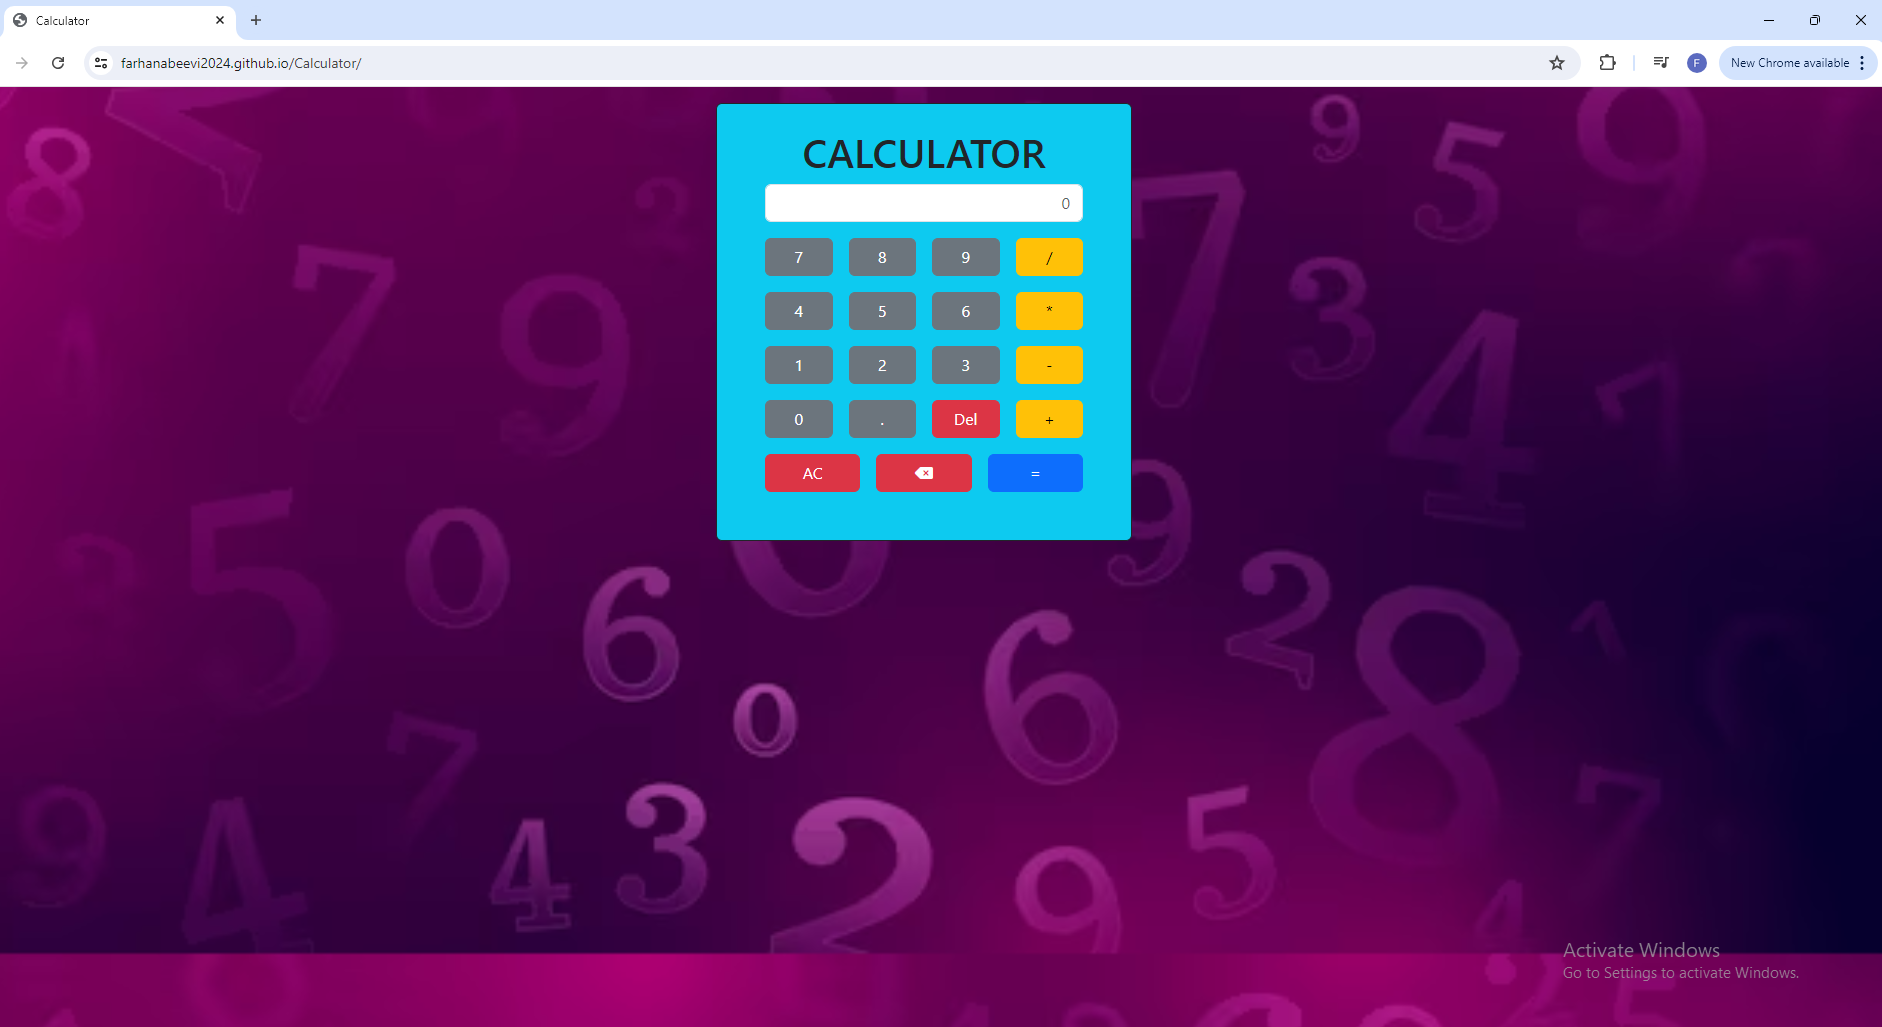 Calculator
farhanabeevi2024.github.io/Calculator/
F
New Chrome available
CALCULATOR
0
7 8 9 /
4 5 6 *
1 2 3 -
0 . Del +
AC =
Activate Windows
Go to Settings to activate Windows.